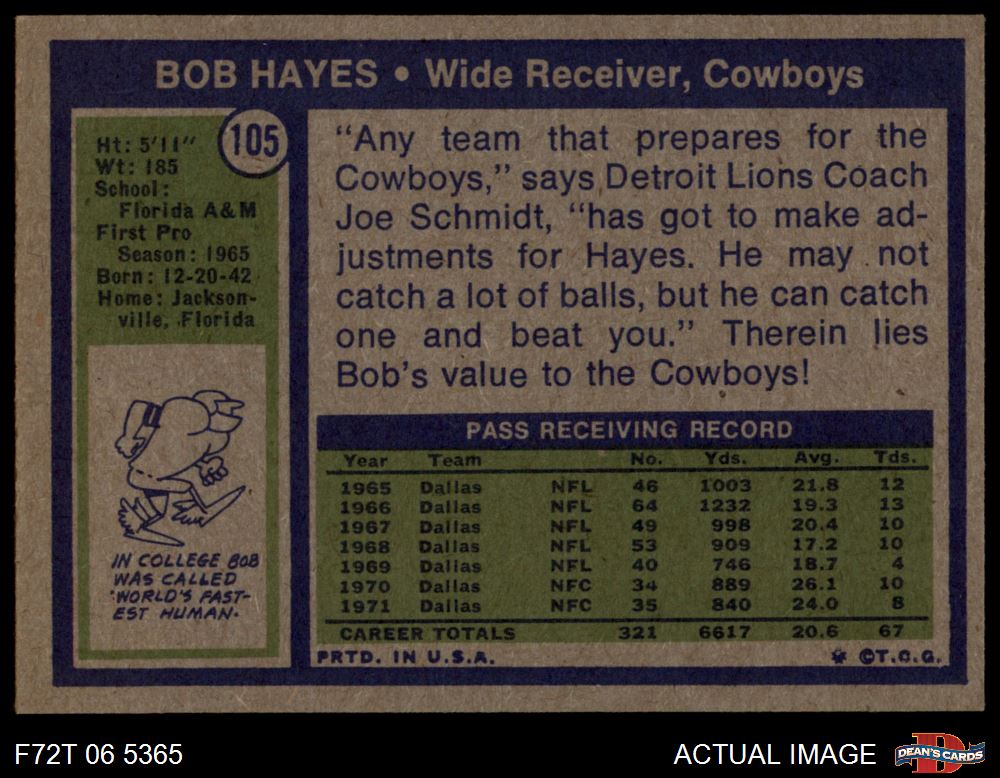 BOB HAYES • Wide Receiver, Cowboys
105
Ht: 5'11"
Wt: 185
School:
Florida A&M
First Pro
Season: 1965
Born: 12-20-42
Home: Jackson-
ville, Florida
IN COLLEGE BOB
WAS CALLED
'WORLD'S FAST-
EST HUMAN.
“Any team that prepares for the
Cowboys,” says Detroit Lions Coach
Joe Schmidt, “has got to make ad-
justments for Hayes. He may not
catch a lot of balls, but he can catch
one and beat you.” Therein lies
Bob's value to the Cowboys!
PASS RECEIVING RECORD
Year Team No. Yds. Avg. Tds.
1965 Dallas NFL 46 1003 21.8 12
1966 Dallas NFL 64 1232 19.3 13
1967 Dallas NFL 49 998 20.4 10
1968 Dallas NFL 53 909 17.2 10
1969 Dallas NFL 40 746 18.7 4
1970 Dallas NFC 34 889 26.1 10
1971 Dallas NFC 35 840 24.0 8
CAREER TOTALS 321 6617 20.6 67
PRTD. IN U.S.A. * ©T.C.G.
F72T 06 5365 ACTUAL IMAGE DEAN'S CARDS